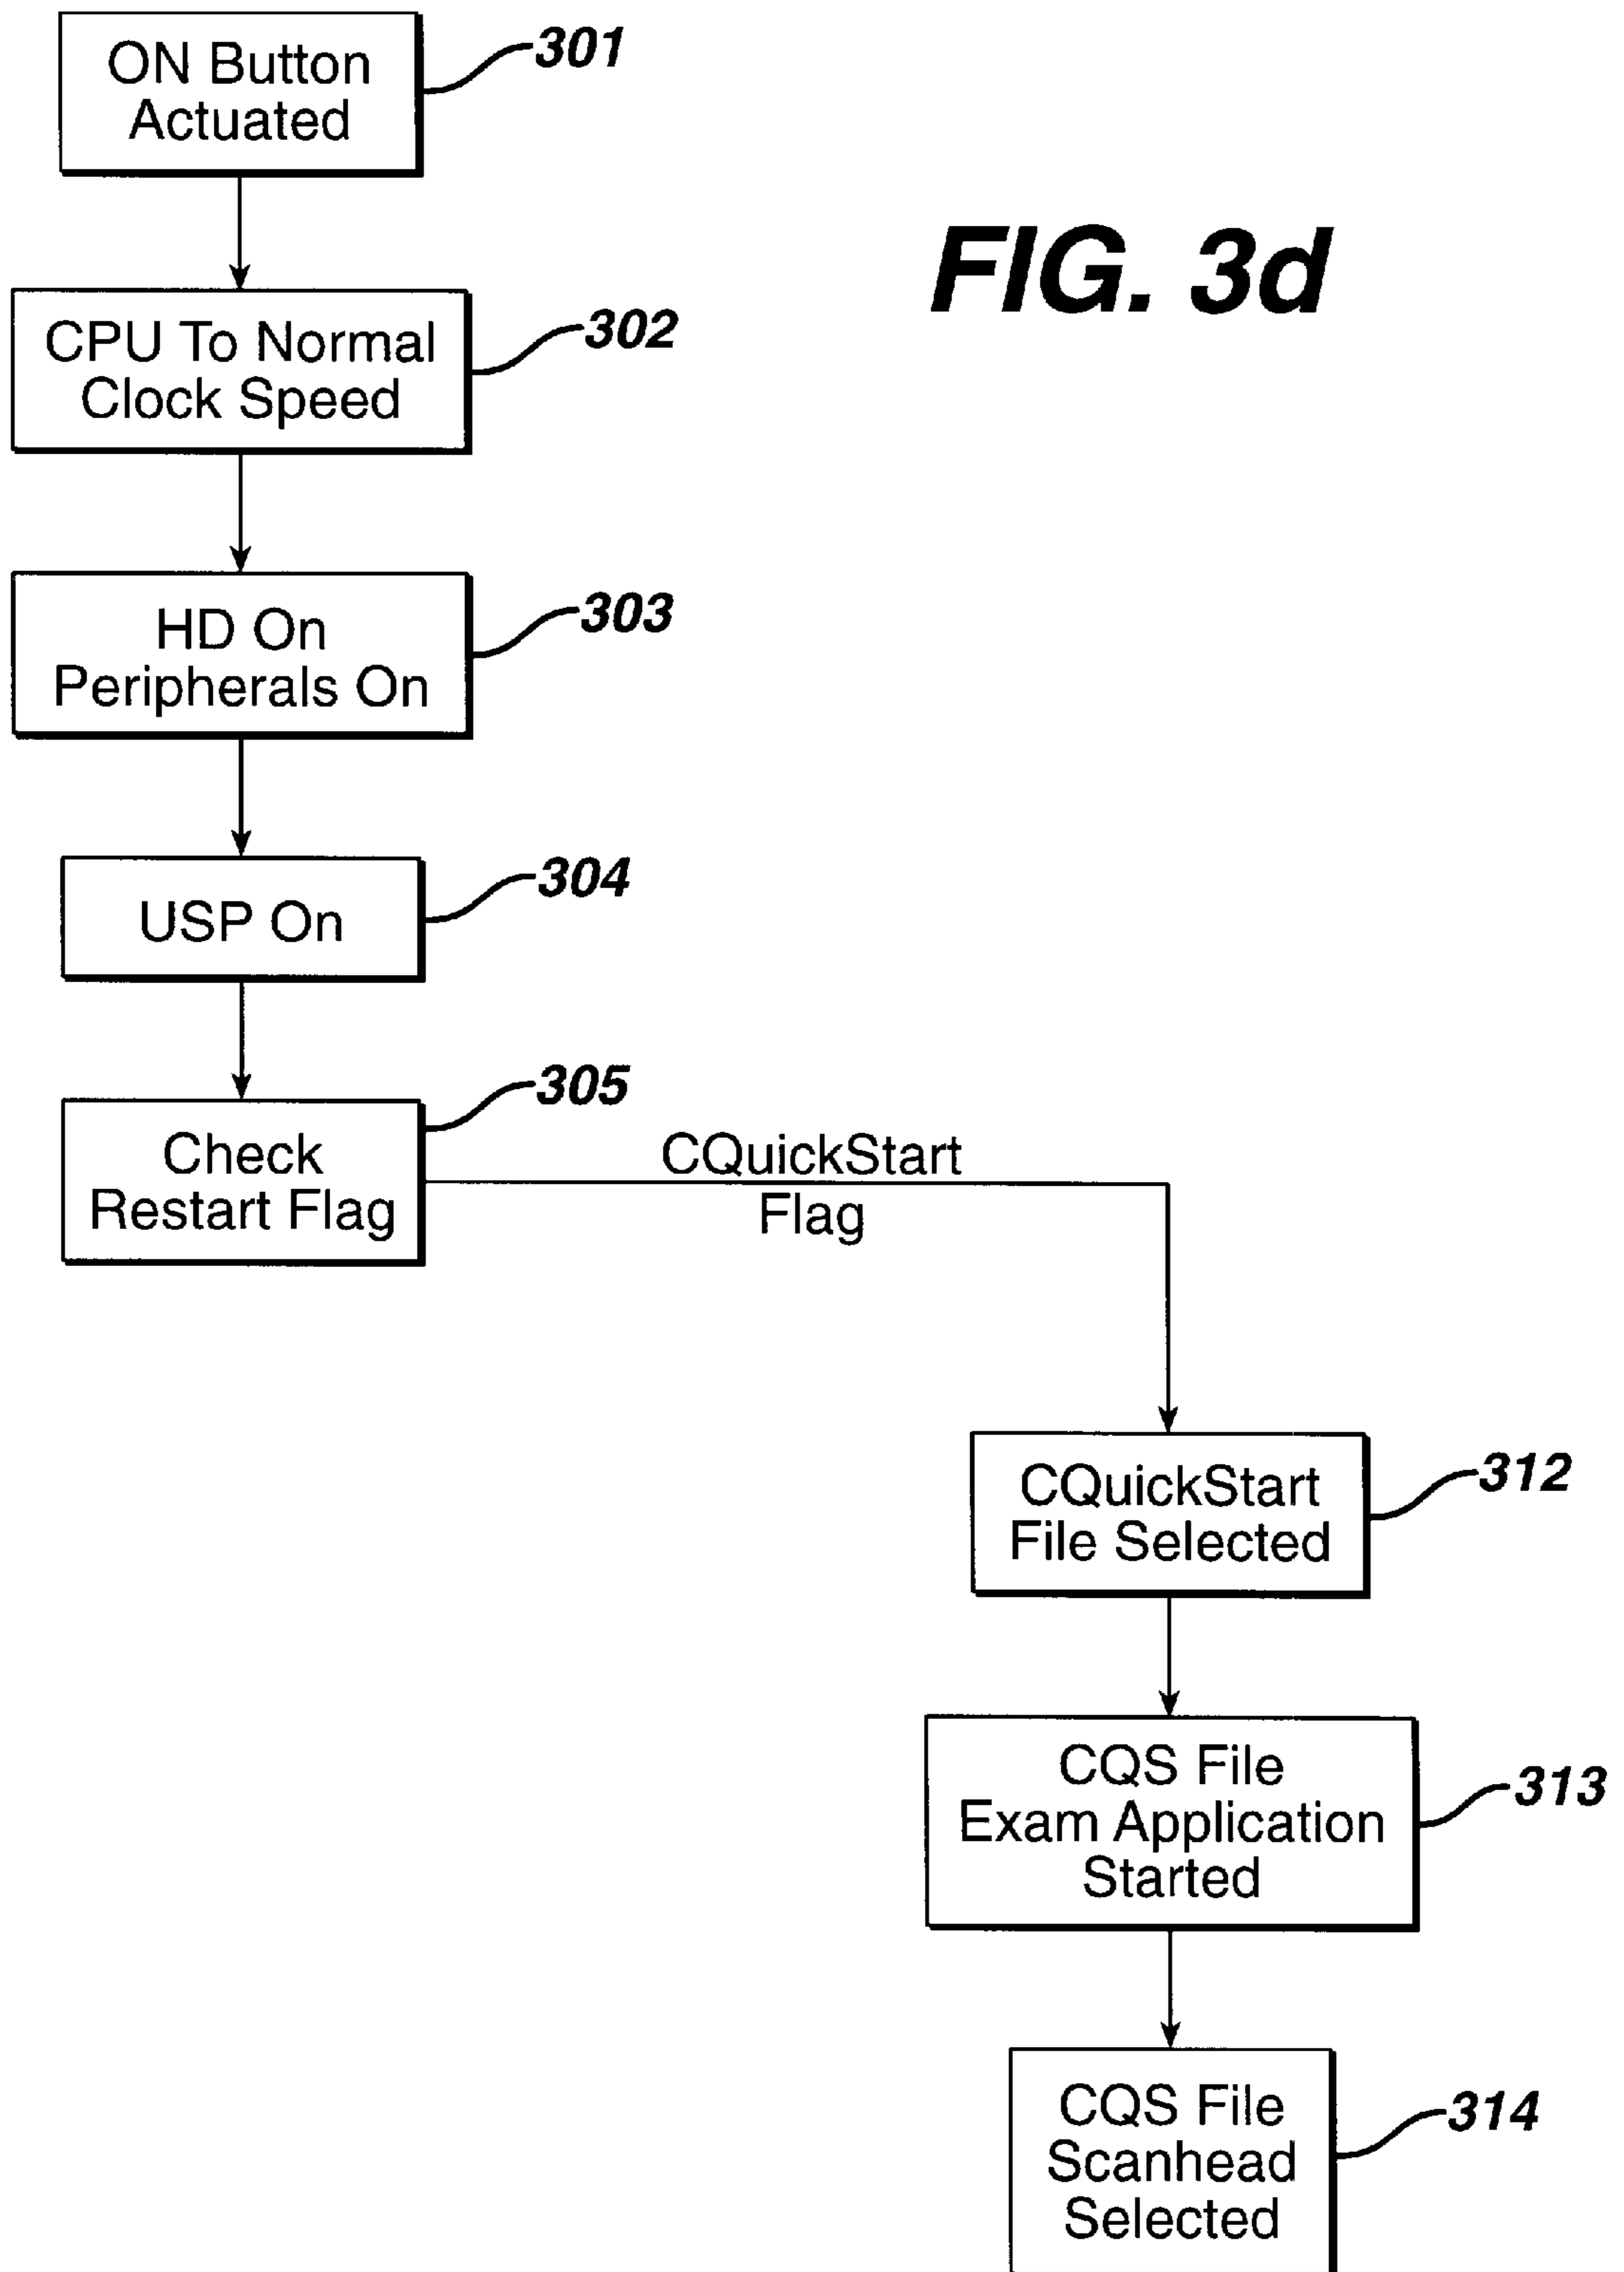 ON Button
Actuated
301
FIG. 3d
CPU To Normal
Clock Speed
302
HD On
Peripherals On
303
USP On
304
Check
Restart Flag
305
CQuickStart
Flag
CQuickStart
File Selected
312
CQS File
Exam Application
Started
313
CQS File
Scanhead
Selected
314